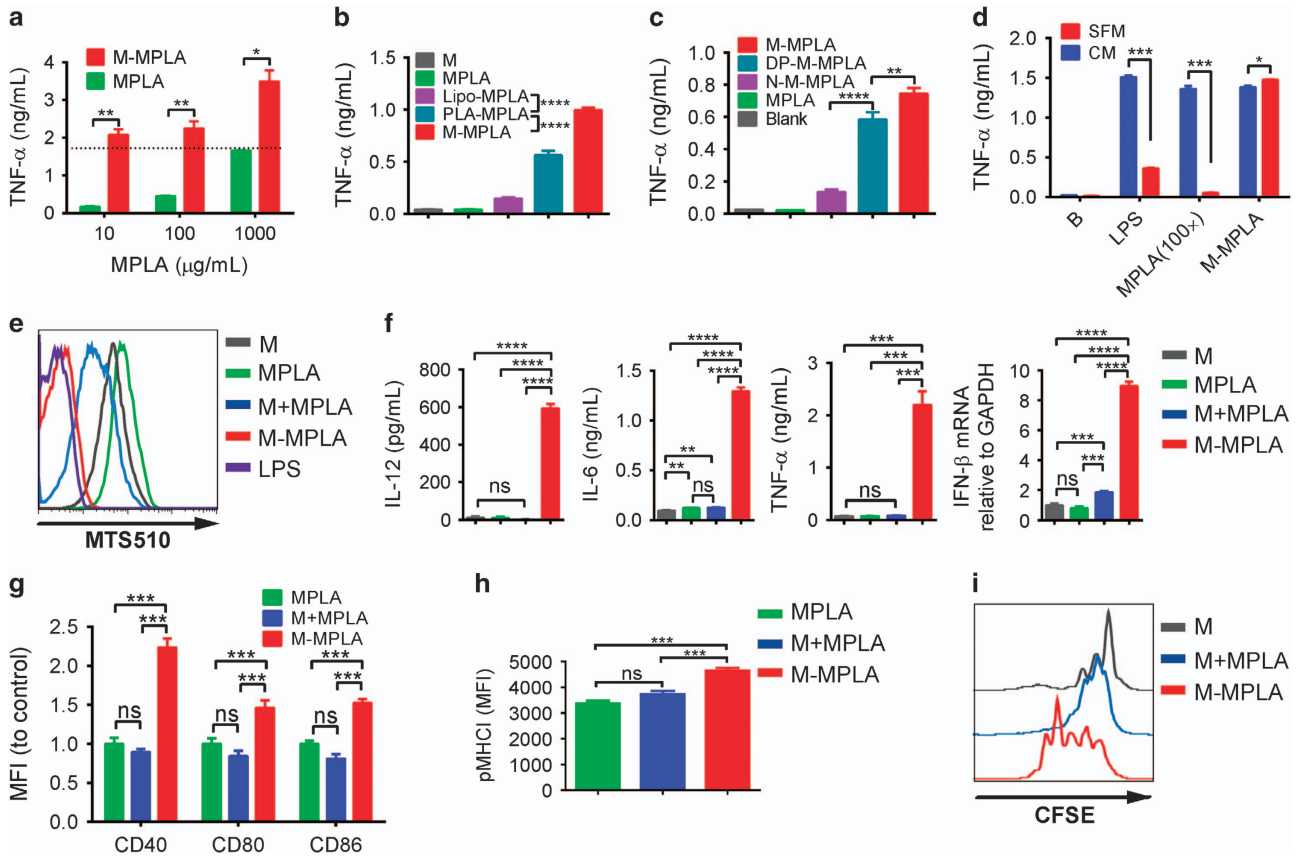 a
TNF-α (ng/mL)
4
3
2
1
0
M-MPLA
MPLA
**
**
*
10 100 1000
MPLA (μg/mL)
b
TNF-α (ng/mL)
1.5
1.0
0.5
0.0
M
MPLA
Lipo-MPLA
PLA-MPLA
M-MPLA
****
****
c
TNF-α (ng/mL)
1.0
0.8
0.6
0.4
0.2
0.0
M-MPLA
DP-M-MPLA
N-M-MPLA
MPLA
Blank
****
**
d
TNF-α (ng/mL)
2.0
1.5
1.0
0.5
0.0
SFM
CM
***
***
*
B
LPS
MPLA(100×)
M-MPLA
e
M
MPLA
M+MPLA
M-MPLA
LPS
MTS510
f
IL-12 (pg/mL)
800
600
400
200
0
****
****
****
ns
IL-6 (ng/mL)
1.5
1.0
0.5
0.0
****
****
****
**
**
ns
TNF-α (ng/mL)
3
2
1
0
***
***
***
ns
IFN-β mRNA
relative to GAPDH
10
8
6
4
2
0
****
****
****
***
ns
***
M
MPLA
M+MPLA
M-MPLA
g
MFI (to control)
2.5
2.0
1.5
1.0
0.5
0.0
MPLA
M+MPLA
M-MPLA
***
***
ns
***
***
ns
***
***
ns
CD40 CD80 CD86
h
pMHCI (MFI)
5000
4000
3000
2000
1000
0
***
***
ns
MPLA
M+MPLA
M-MPLA
i
M
M+MPLA
M-MPLA
CFSE